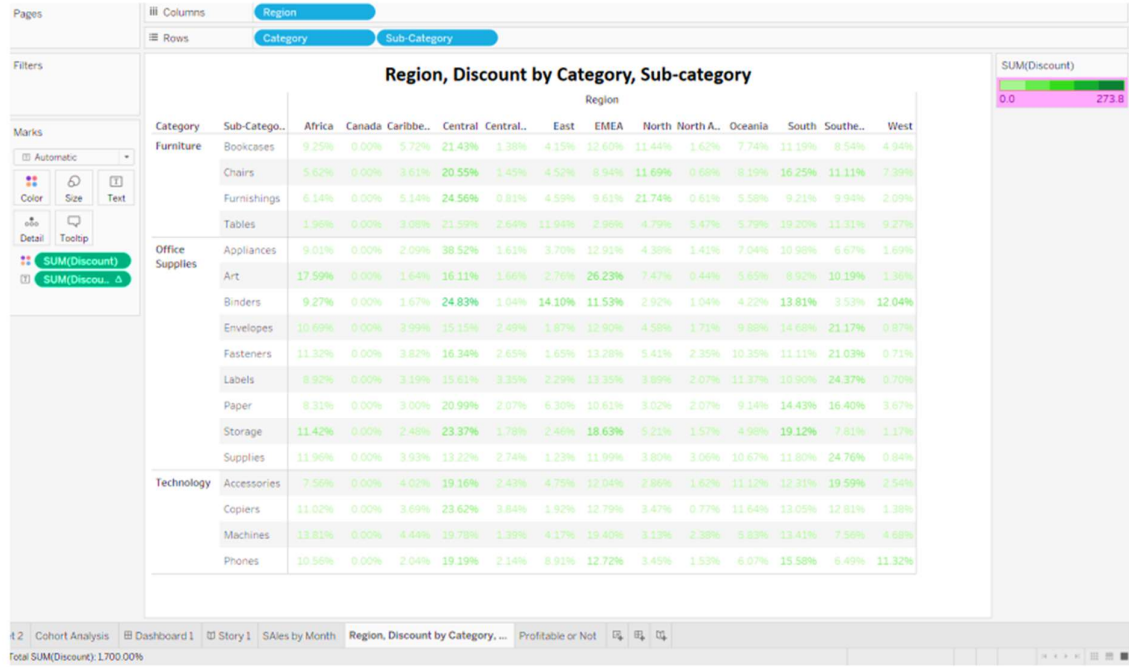 Pages
iii Columns Region
Rows Category Sub-Category
Filters
Region, Discount by Category, Sub-category
SUM(Discount)
0.0 273.8
Region
Marks
Category Sub-Catego.. Africa Canada Caribbe.. Central Central.. East EMEA North North A.. Oceania South Southe.. West
Automatic
Furniture Bookcases 9.25% 0.00% 5.72% 21.43% 1.38% 4.15% 12.60% 11.44% 1.62% 7.74% 11.19% 8.54% 4.94%
Chairs 5.62% 0.00% 3.61% 20.55% 1.45% 4.52% 8.94% 11.69% 0.68% 8.19% 16.25% 11.11% 7.39%
Color Size Text
Furnishings 6.14% 0.00% 5.14% 24.56% 0.81% 4.59% 9.61% 21.74% 0.61% 5.58% 9.21% 9.94% 2.09%
Tables 1.96% 0.00% 3.08% 21.59% 2.64% 11.94% 2.96% 4.79% 5.47% 5.79% 19.20% 11.31% 9.27%
Detail Tooltip
Office Supplies Appliances 9.01% 0.00% 2.09% 38.52% 1.61% 3.70% 12.91% 4.38% 1.41% 7.04% 10.98% 6.67% 1.69%
SUM(Discount)
SUM(Discou.. Δ
Art 17.59% 0.00% 1.64% 16.11% 1.66% 2.76% 26.23% 7.47% 0.44% 5.65% 8.92% 10.19% 1.36%
Binders 9.27% 0.00% 1.67% 24.83% 1.04% 14.10% 11.53% 2.92% 1.04% 4.22% 13.81% 3.53% 12.04%
Envelopes 10.69% 0.00% 3.99% 15.15% 2.48% 1.87% 12.90% 4.58% 1.71% 9.88% 14.68% 21.17% 0.87%
Fasteners 11.32% 0.00% 3.82% 16.34% 2.65% 1.65% 13.28% 5.41% 2.35% 10.35% 11.11% 21.03% 0.71%
Labels 8.92% 0.00% 3.19% 15.61% 3.35% 2.29% 13.35% 3.89% 2.07% 11.37% 10.90% 24.37% 0.70%
Paper 8.31% 0.00% 3.00% 20.99% 2.07% 6.30% 10.61% 3.02% 2.07% 9.14% 14.43% 16.40% 3.67%
Storage 11.42% 0.00% 2.48% 23.37% 1.78% 2.46% 18.63% 5.21% 1.57% 4.98% 19.12% 7.81% 1.17%
Supplies 11.96% 0.00% 3.93% 13.22% 2.74% 1.23% 11.99% 3.80% 3.06% 10.67% 11.80% 24.76% 0.84%
Technology Accessories 7.56% 0.00% 4.02% 19.16% 2.43% 4.75% 12.04% 2.86% 1.62% 11.12% 12.31% 19.59% 2.54%
Copiers 11.02% 0.00% 3.69% 23.62% 3.84% 1.92% 12.79% 3.47% 0.77% 11.64% 13.05% 12.81% 1.38%
Machines 13.81% 0.00% 4.44% 19.78% 1.39% 4.17% 19.40% 3.13% 2.38% 5.83% 13.41% 7.58% 4.68%
Phones 10.56% 0.00% 2.04% 19.19% 2.14% 8.91% 12.72% 3.45% 1.53% 6.07% 15.58% 6.49% 11.32%
t 2 Cohort Analysis Dashboard 1 Story 1 SAles by Month Region, Discount by Category, ... Profitable or Not
Total SUM(Discount): 1,700.00%